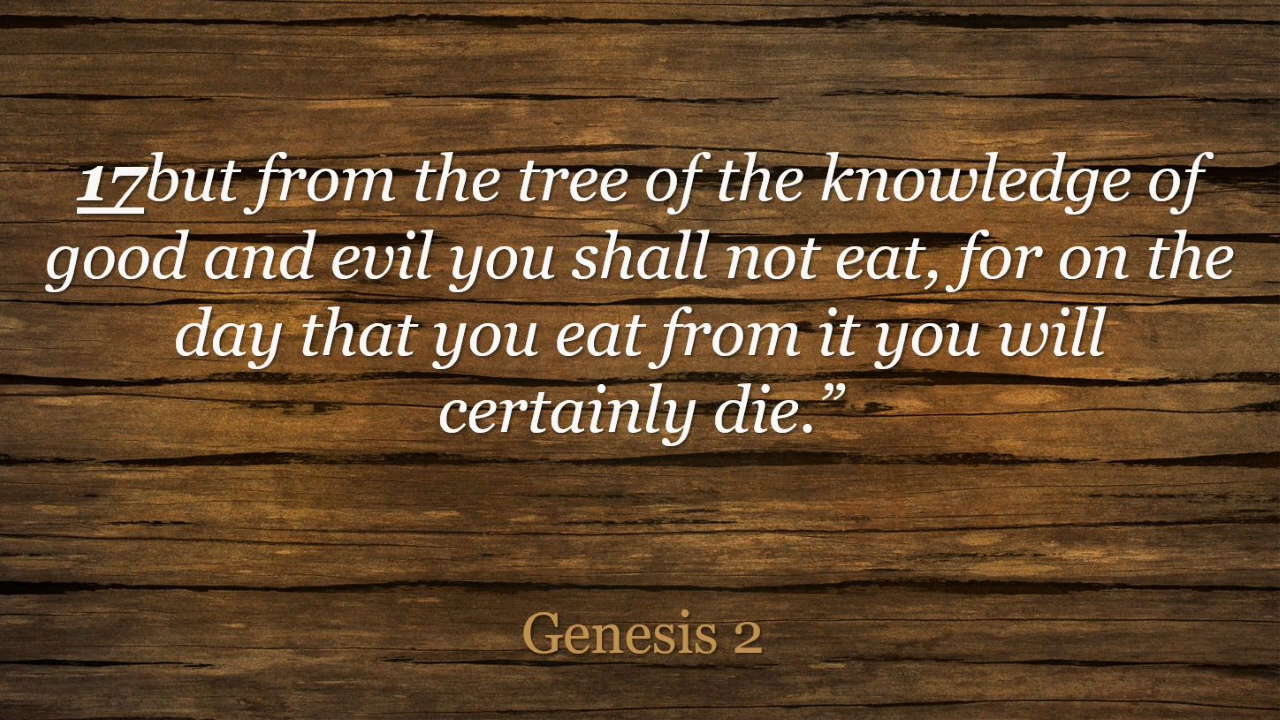 17but from the tree of the knowledge of
good and evil you shall not eat, for on the
day that you eat from it you will
certainly die.”
Genesis 2